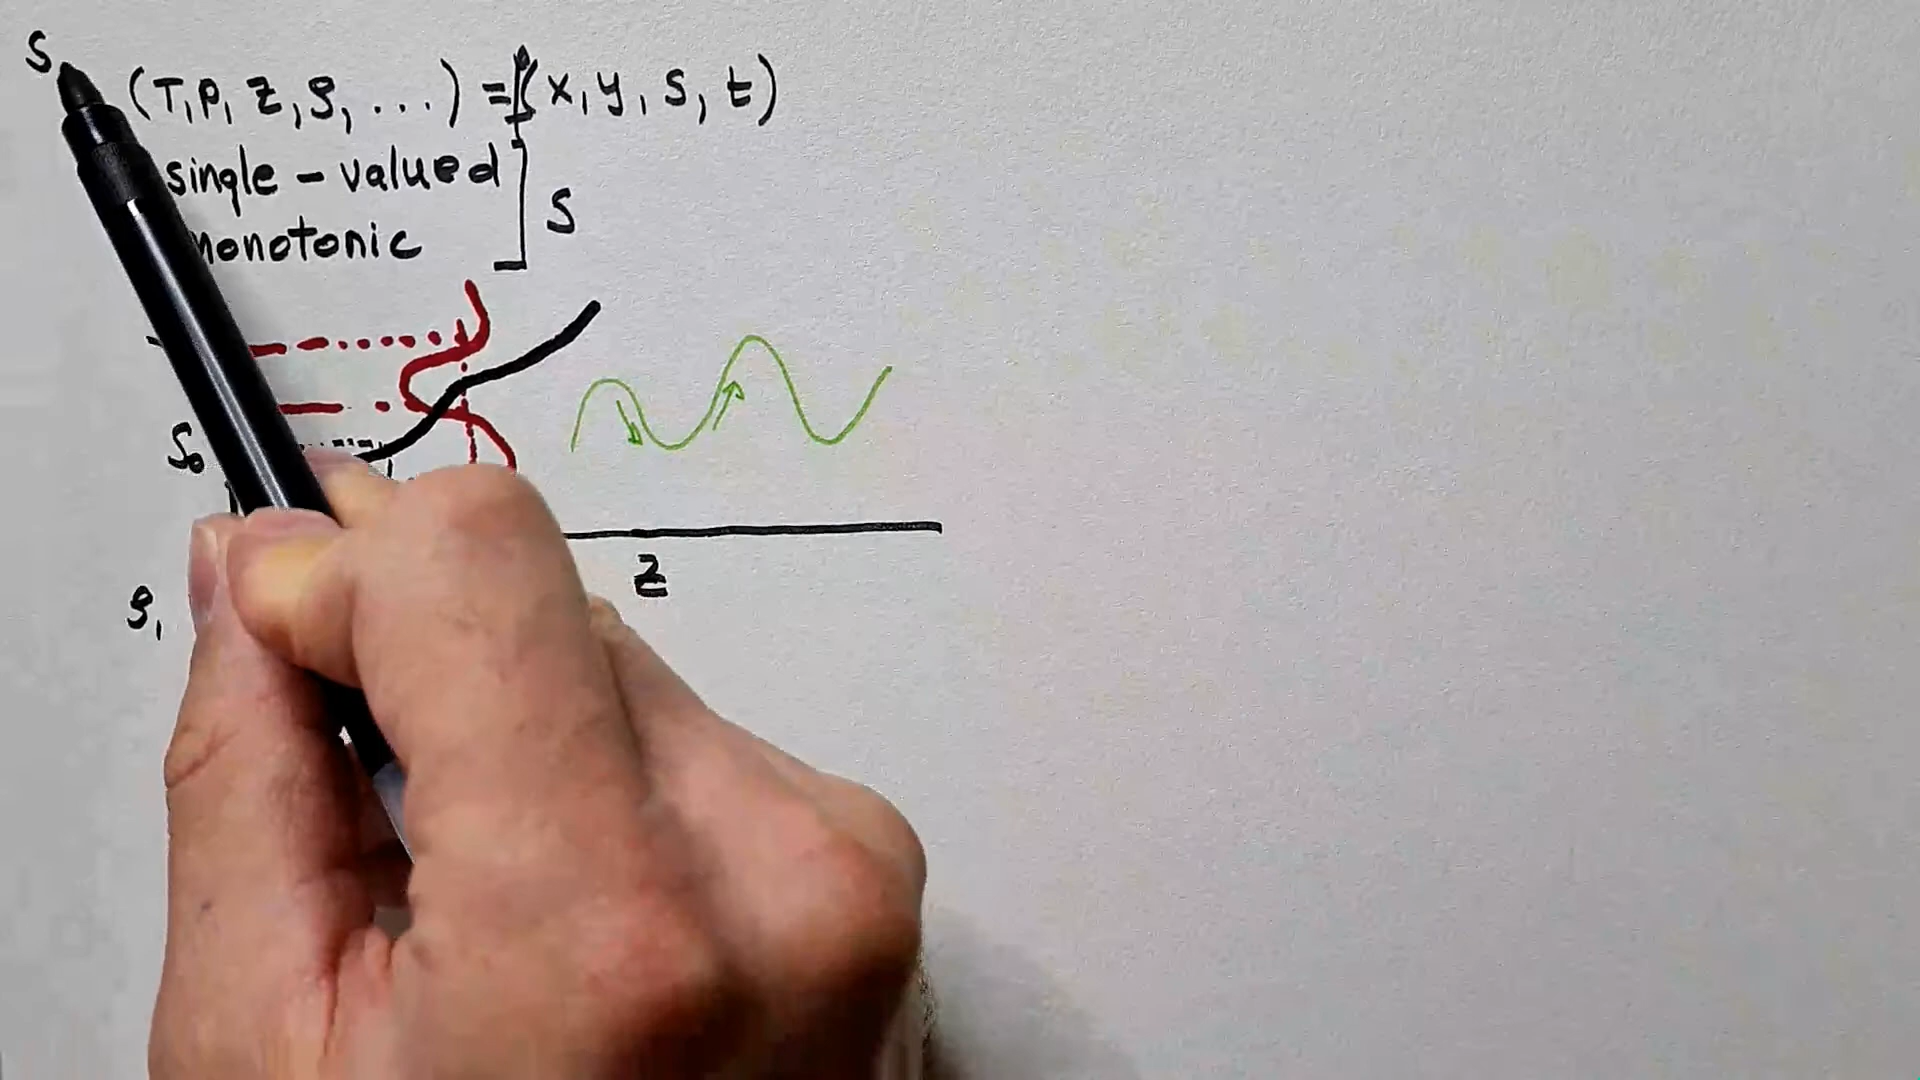 S
(T, P, z, ρ, ...) = f(x, y, s, t)
single - valued
monotonic
S
S₀
z
ρ,